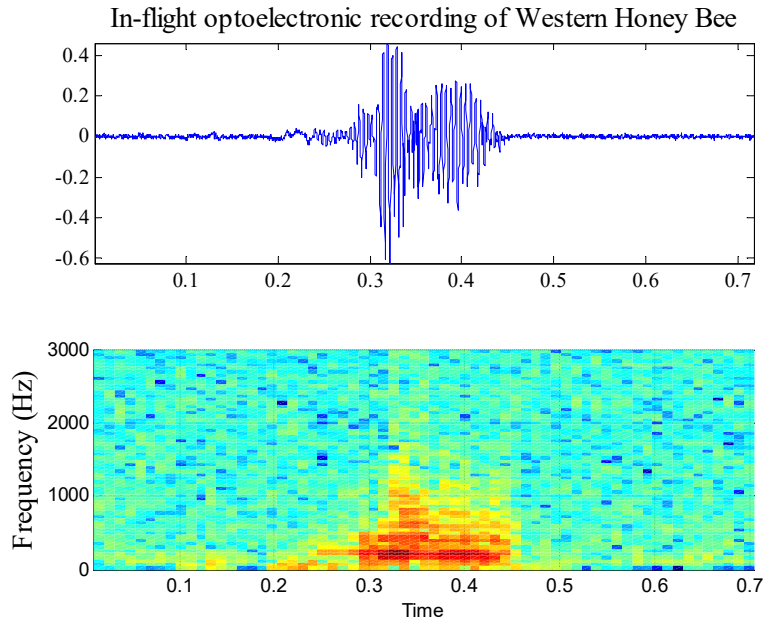 In-flight optoelectronic recording of Western Honey Bee
0.4
0.2
0
-0.2
-0.4
-0.6
0.1 0.2 0.3 0.4 0.5 0.6 0.7
Frequency (Hz)
3000
2000
1000
0
0.1 0.2 0.3 0.4 0.5 0.6 0.7
Time